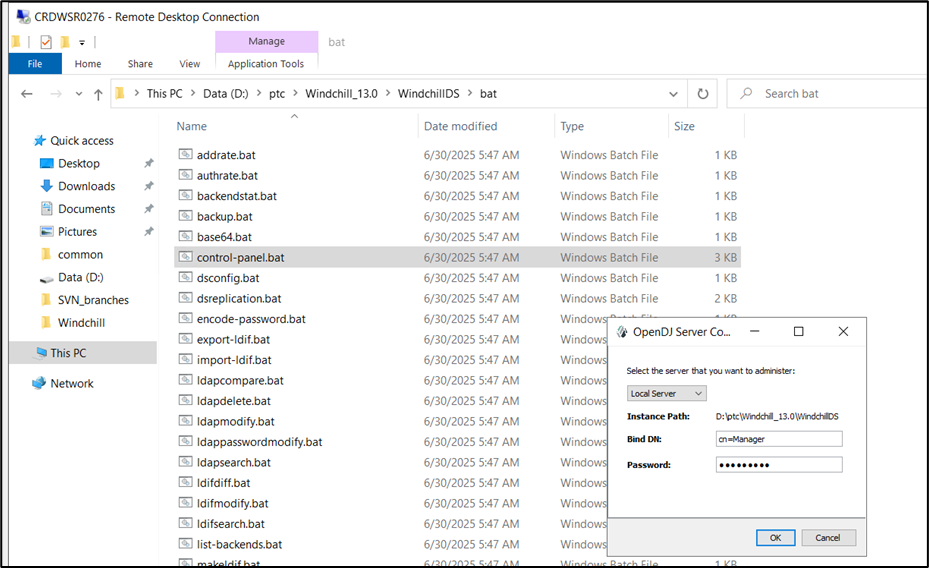 CRDWSR0276 - Remote Desktop Connection
Manage bat
File Home Share View Application Tools
This PC > Data (D:) > ptc > Windchill_13.0 > WindchillDS > bat Search bat
Name Date modified Type Size
Quick access
Desktop
Downloads
Documents
Pictures
common
Data (D:)
SVN_branches
Windchill
This PC
Network
addrate.bat 6/30/2025 5:47 AM Windows Batch File 1 KB
authrate.bat 6/30/2025 5:47 AM Windows Batch File 1 KB
backendstat.bat 6/30/2025 5:47 AM Windows Batch File 1 KB
backup.bat 6/30/2025 5:47 AM Windows Batch File 1 KB
base64.bat 6/30/2025 5:47 AM Windows Batch File 1 KB
control-panel.bat 6/30/2025 5:47 AM Windows Batch File 3 KB
dsconfig.bat 6/30/2025 5:47 AM Windows Batch File 1 KB
dsreplication.bat 6/30/2025 5:47 AM Windows Batch File 2 KB
encode-password.bat 6/30/2025 5:47 AM Windows Batch File 1 KB
export-ldif.bat 6/30/2025 5:47 AM Windows
import-ldif.bat 6/30/2025 5:47 AM Windows
ldapcompare.bat 6/30/2025 5:47 AM Windows
ldapdelete.bat 6/30/2025 5:47 AM Windows
ldapmodify.bat 6/30/2025 5:47 AM Windows
ldappasswordmodify.bat 6/30/2025 5:47 AM Windows
ldapsearch.bat 6/30/2025 5:47 AM Windows
ldifdiff.bat 6/30/2025 5:47 AM Windows
ldifmodify.bat 6/30/2025 5:47 AM Windows
ldifsearch.bat 6/30/2025 5:47 AM Windows
list-backends.bat 6/30/2025 5:47 AM Windows
makeldif.bat 6/30/2025 5:47 AM Windows Batch File 1 KB
OpenDJ Server Co...
Select the server that you want to administer:
Local Server
Instance Path: D:\ptc\Windchill_13.0\WindchillDS
Bind DN: cn=Manager
Password: •••••••••
OK Cancel